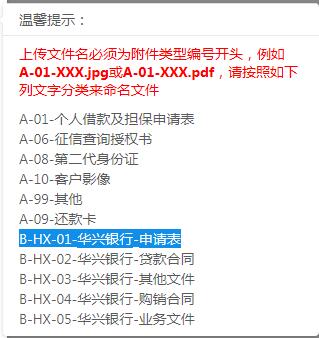 温馨提示：
上传文件名必须为附件类型编号开头，例如
A-01-XXX.jpg或A-01-XXX.pdf，请按照如下
列文字分类来命名文件
A-01-个人借款及担保申请表
A-06-征信查询授权书
A-08-第二代身份证
A-10-客户影像
A-99-其他
A-09-还款卡
B-HX-01-华兴银行-申请表
B-HX-02-华兴银行-贷款合同
B-HX-03-华兴银行-其他文件
B-HX-04-华兴银行-购销合同
B-HX-05-华兴银行-业务文件